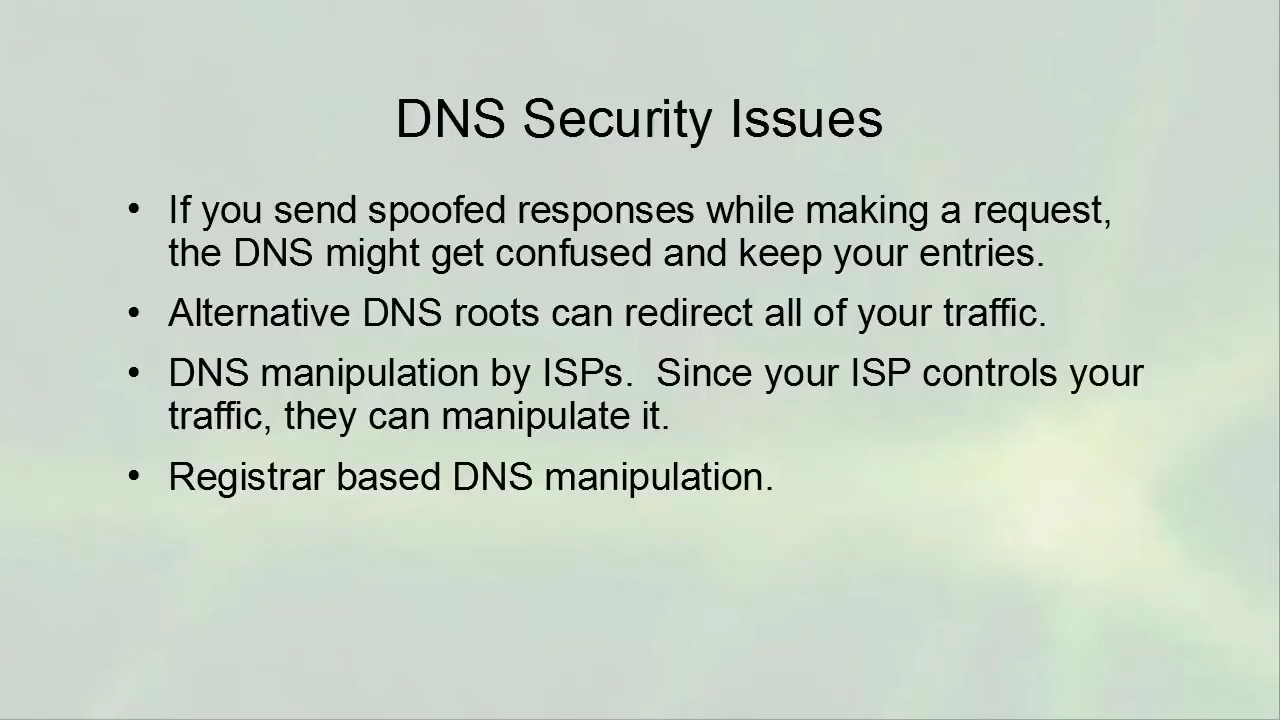 DNS Security Issues
• If you send spoofed responses while making a request,
the DNS might get confused and keep your entries.
• Alternative DNS roots can redirect all of your traffic.
• DNS manipulation by ISPs.  Since your ISP controls your
traffic, they can manipulate it.
• Registrar based DNS manipulation.